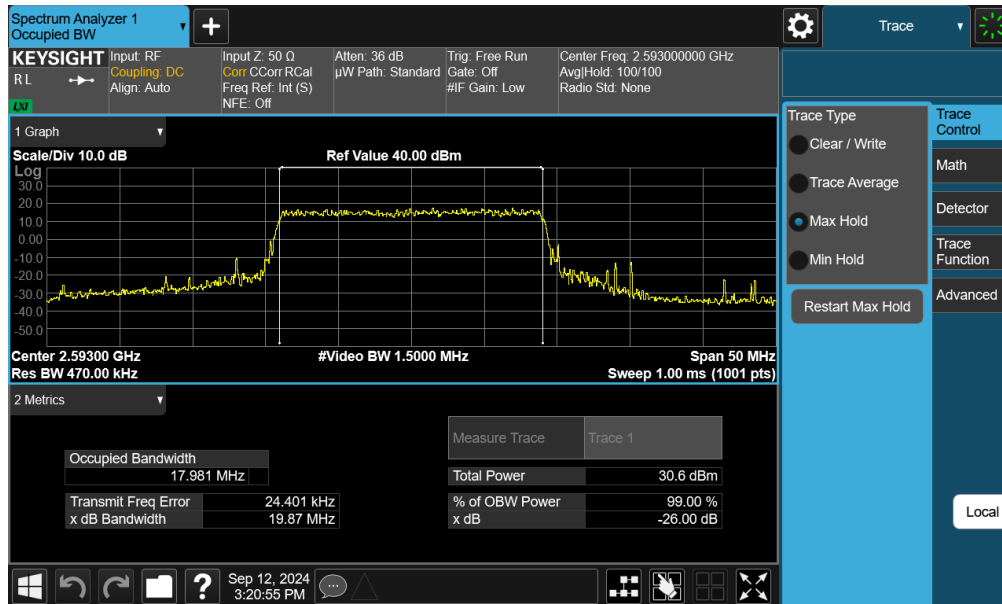 Spectrum Analyzer 1
Occupied BW
+
Trace
KEYSIGHT
R L
LXI
Input: RF
Coupling: DC
Align: Auto
Input Z: 50 Ω
Corr CCorr RCal
Freq Ref: Int (S)
NFE: Off
Atten: 36 dB
µW Path: Standard
Trig: Free Run
Gate: Off
#IF Gain: Low
Center Freq: 2.593000000 GHz
Avg|Hold: 100/100
Radio Std: None
1 Graph
Scale/Div 10.0 dB
Ref Value 40.00 dBm
Log
30.0
20.0
10.0
0.00
-10.0
-20.0
-30.0
-40.0
-50.0
Center 2.59300 GHz
#Video BW 1.5000 MHz
Span 50 MHz
Res BW 470.00 kHz
Sweep 1.00 ms (1001 pts)
2 Metrics
Measure Trace
Trace 1
Occupied Bandwidth
17.981 MHz
Total Power
30.6 dBm
Transmit Freq Error
24.401 kHz
% of OBW Power
99.00 %
x dB Bandwidth
19.87 MHz
x dB
-26.00 dB
Trace Type
Clear / Write
Trace Average
Max Hold
Min Hold
Restart Max Hold
Trace
Control
Math
Detector
Trace
Function
Advanced
Local
?
Sep 12, 2024
3:20:55 PM